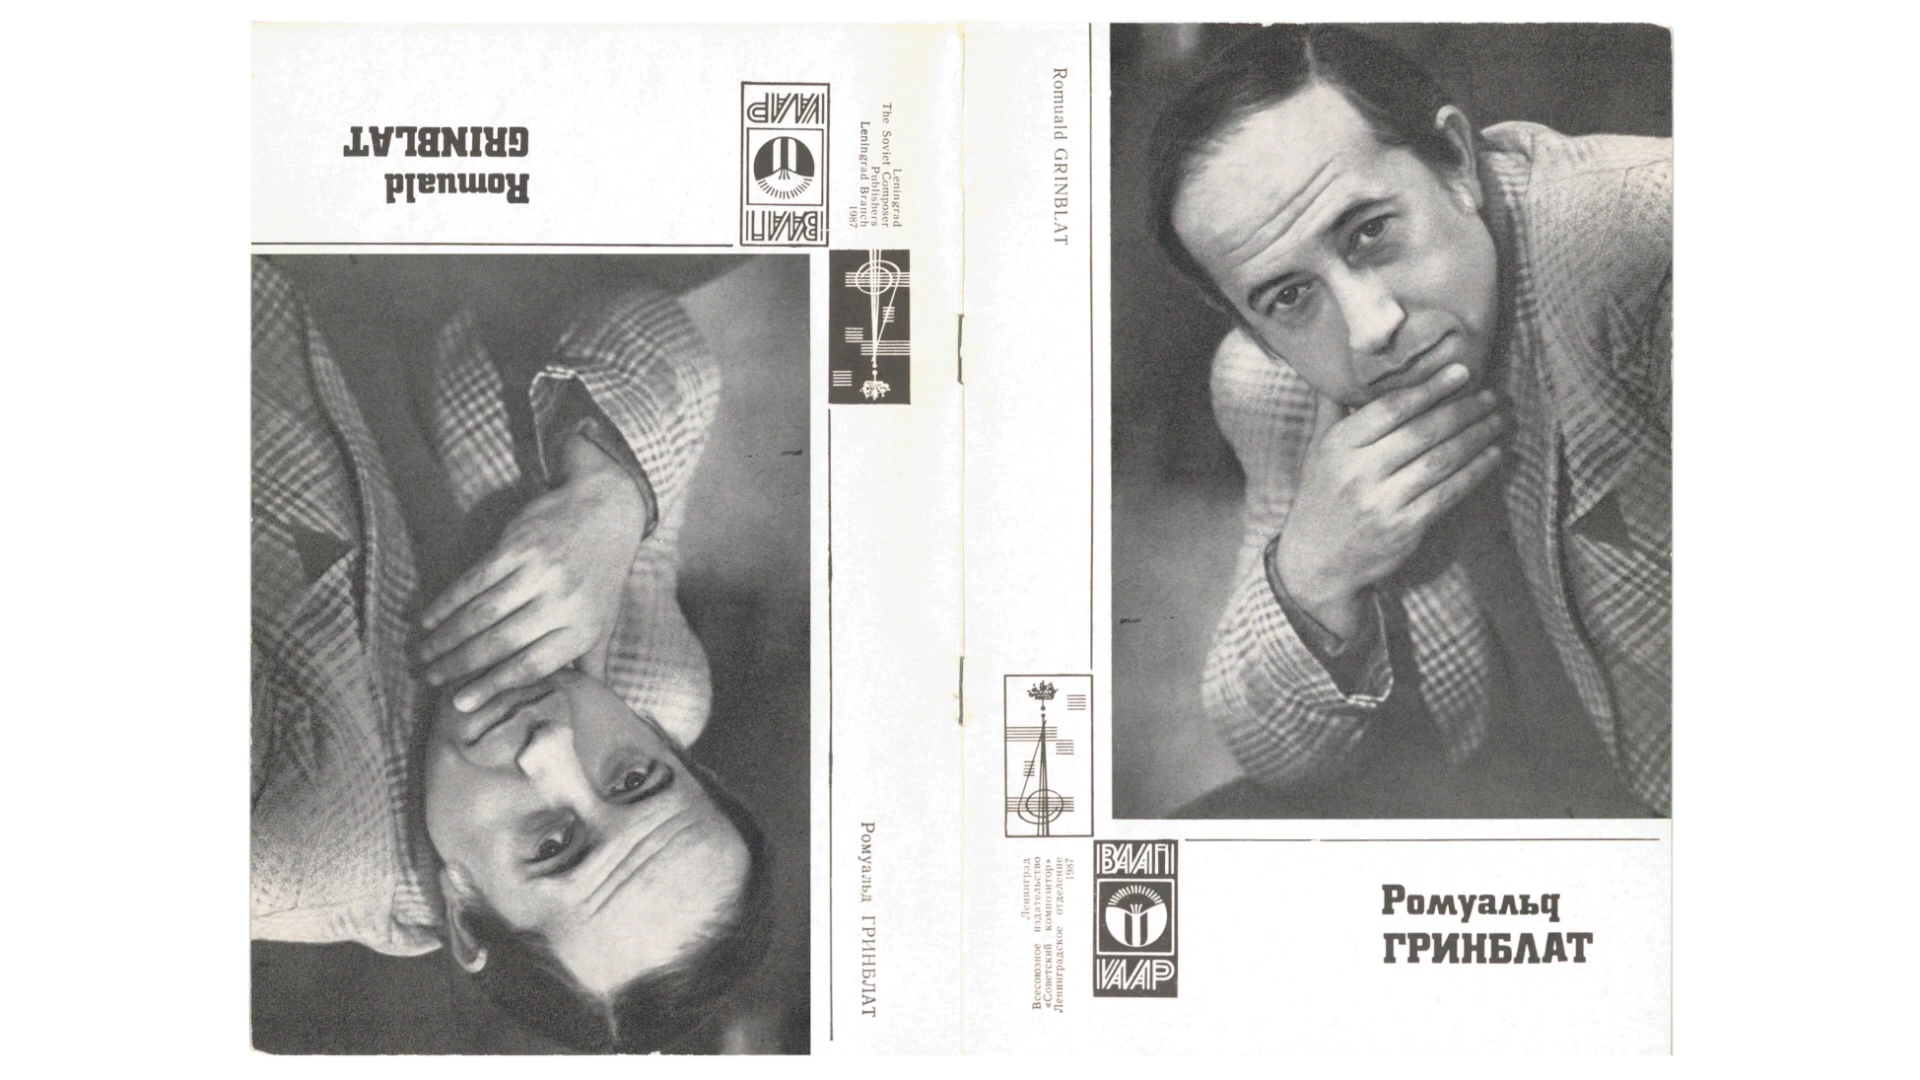 Romuald
GRINBLAT
VAAP
ВААП
Leningrad
The Soviet Composer
Publishers
Leningrad Branch
1987
Ромуальд ГРИНБЛАТ
Romuald GRINBLAT
Ленинград
Всесоюзное издательство
«Советский композитор»
Ленинградское отделение
1987
ВААП
VAAP
Ромуальд
ГРИНБЛАТ